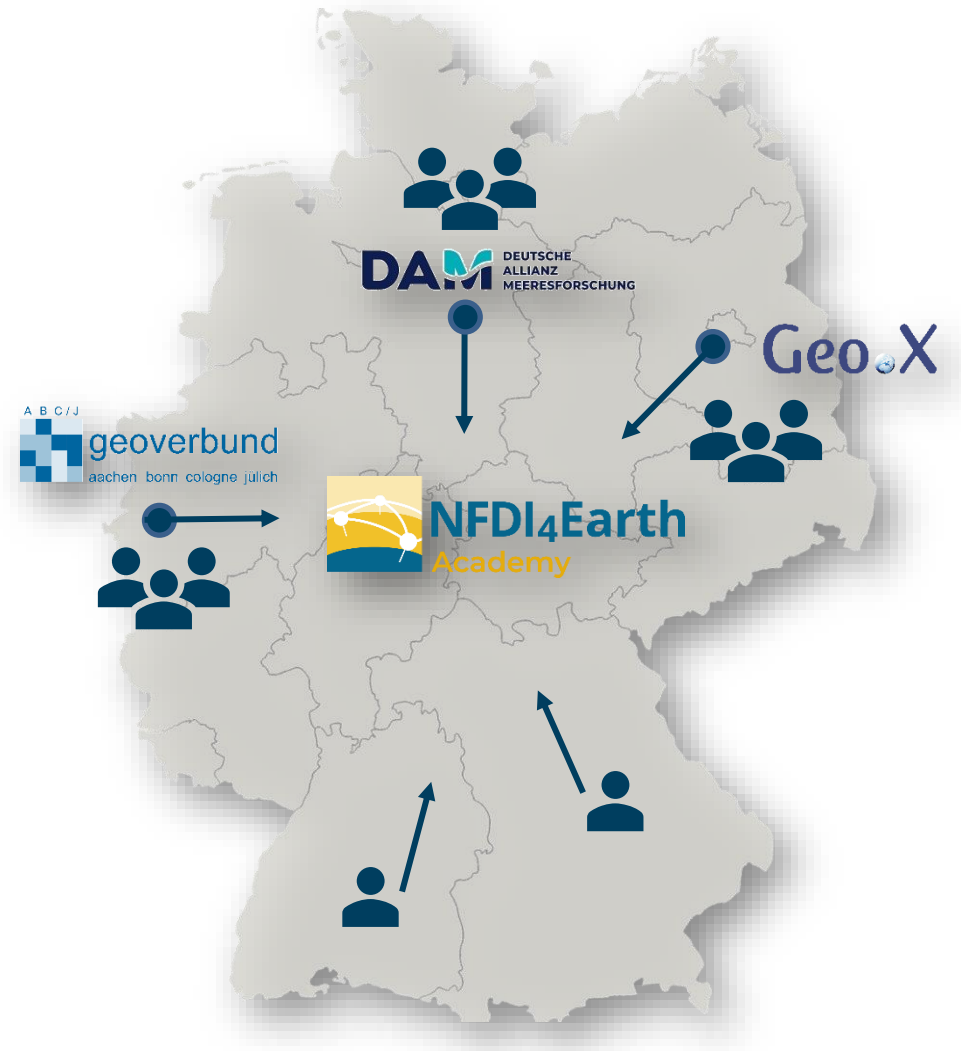 DAM
DEUTSCHE
ALLIANZ
MEERESFORSCHUNG
Geo.X
A B C / J
geoverbund
aachen bonn cologne jülich
NFDI4Earth
Academy